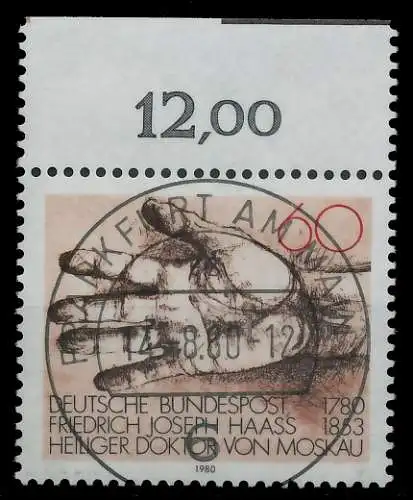 12,00
60
FRANKFURT AM MAIN
14.-8.80-12
6
DEUTSCHE BUNDESPOST 1780
FRIEDRICH JOSEPH HAASS 1853
HEILIGER DOKTOR VON MOSKAU
1980